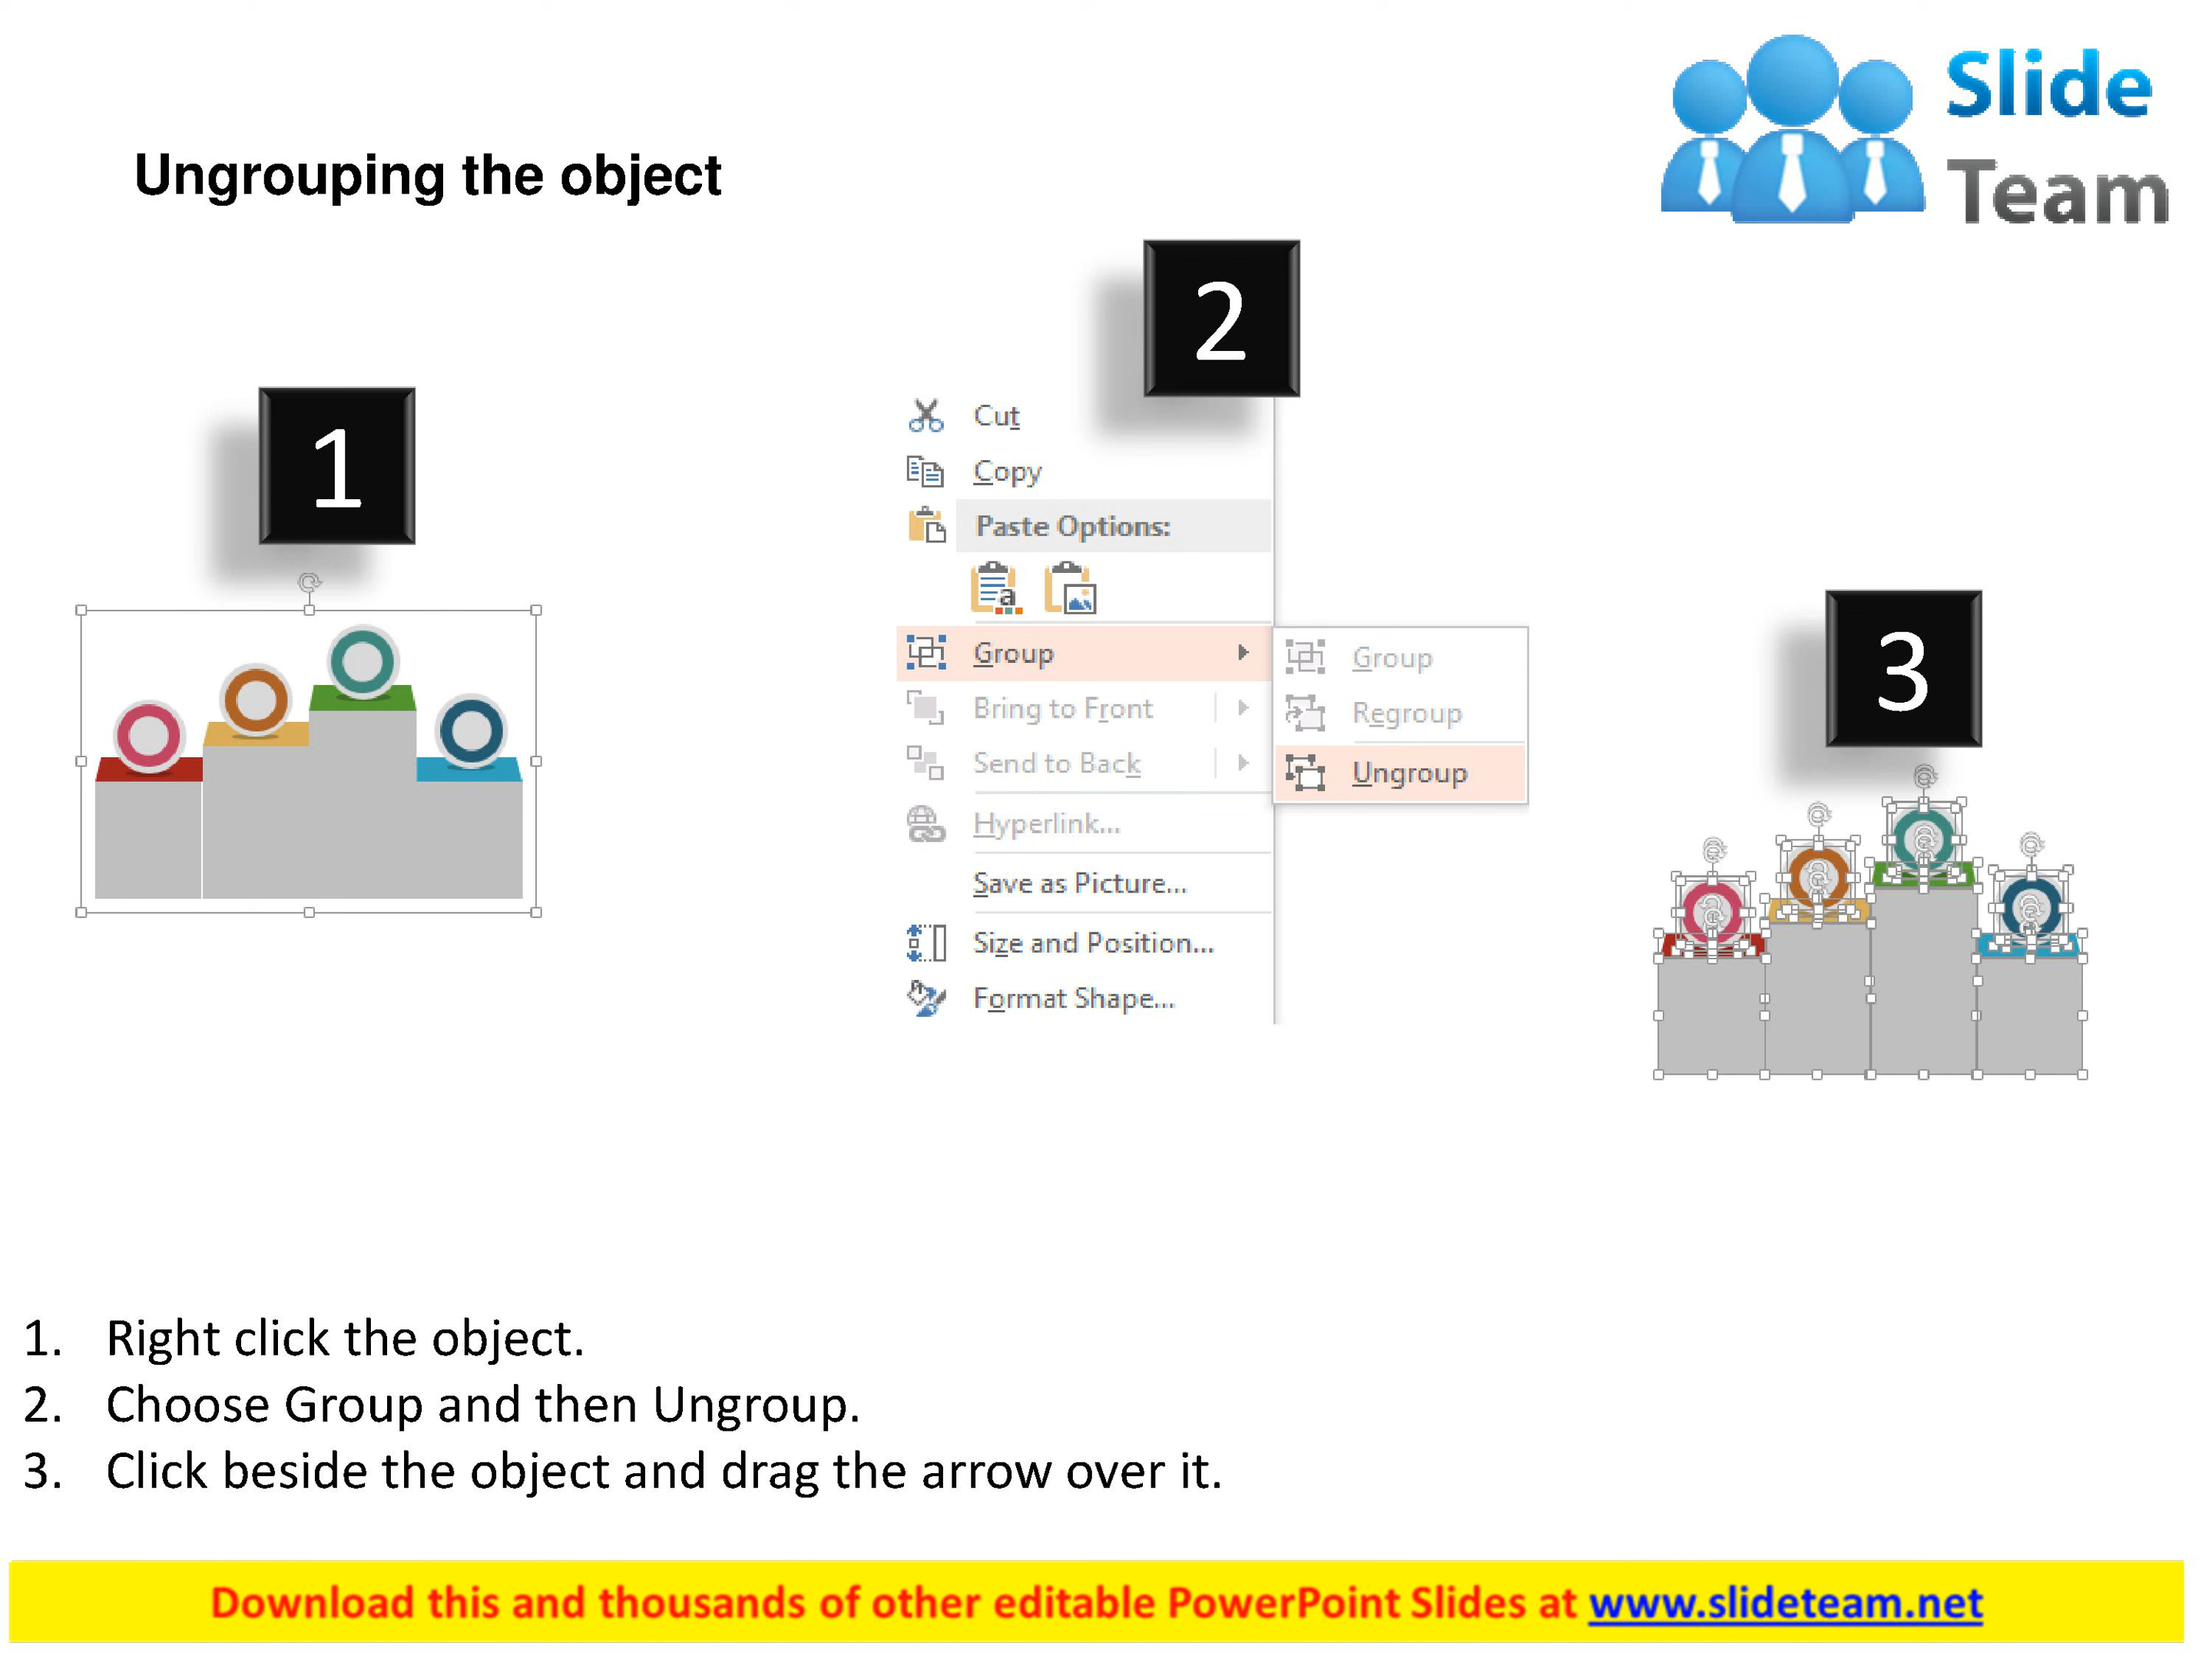 Slide
Team
Ungrouping the object
1
2
3
Cut
Copy
Paste Options:
a
Group
Bring to Front
Send to Back
Hyperlink...
Save as Picture...
Size and Position...
Format Shape...
Group
Regroup
Ungroup
1. Right click the object.
2. Choose Group and then Ungroup.
3. Click beside the object and drag the arrow over it.
Download this and thousands of other editable PowerPoint Slides at www.slideteam.net